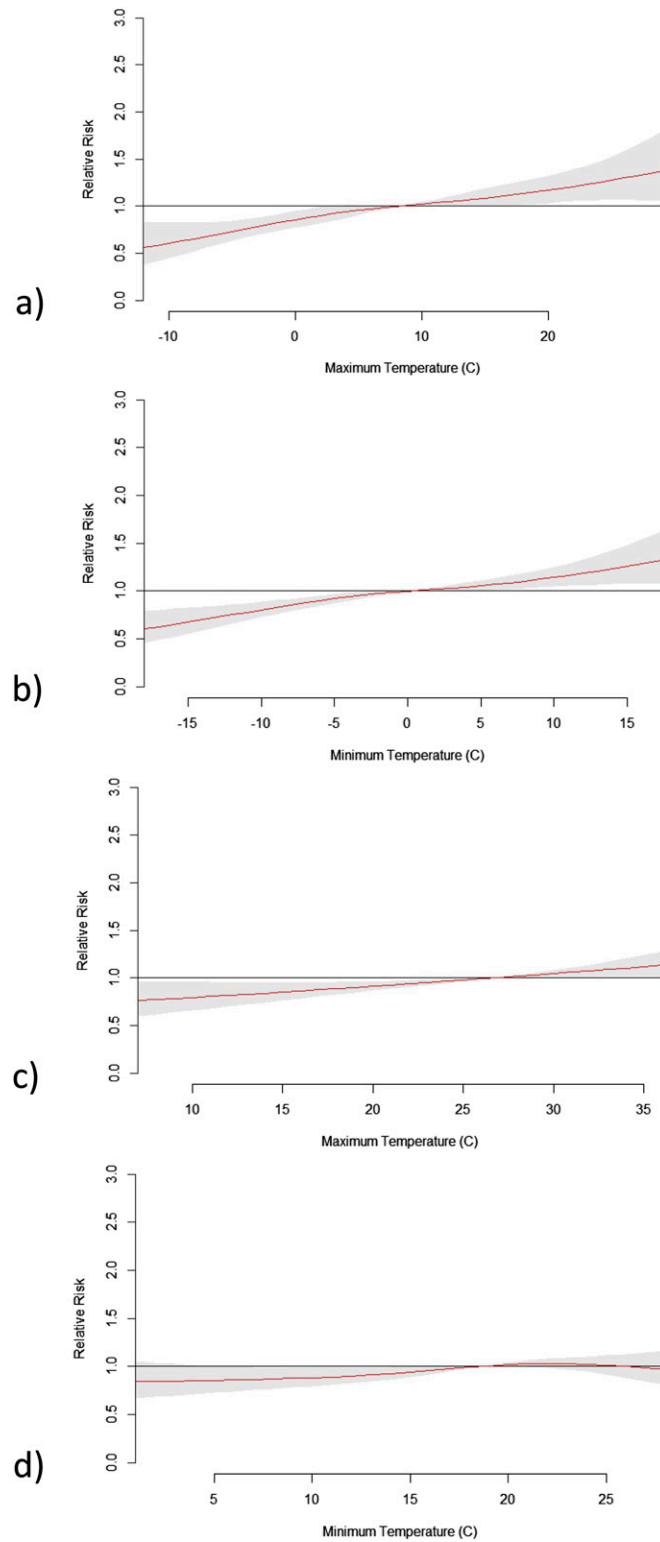 3.0
2.5
2.0
1.5
1.0
0.5
0.0
Relative Risk
a)
-10 0 10 20
Maximum Temperature (C)
3.0
2.5
2.0
1.5
1.0
0.5
0.0
Relative Risk
b)
-15 -10 -5 0 5 10 15
Minimum Temperature (C)
3.0
2.5
2.0
1.5
1.0
0.5
0.0
Relative Risk
c)
10 15 20 25 30 35
Maximum Temperature (C)
3.0
2.5
2.0
1.5
1.0
0.5
0.0
Relative Risk
d)
5 10 15 20 25
Minimum Temperature (C)